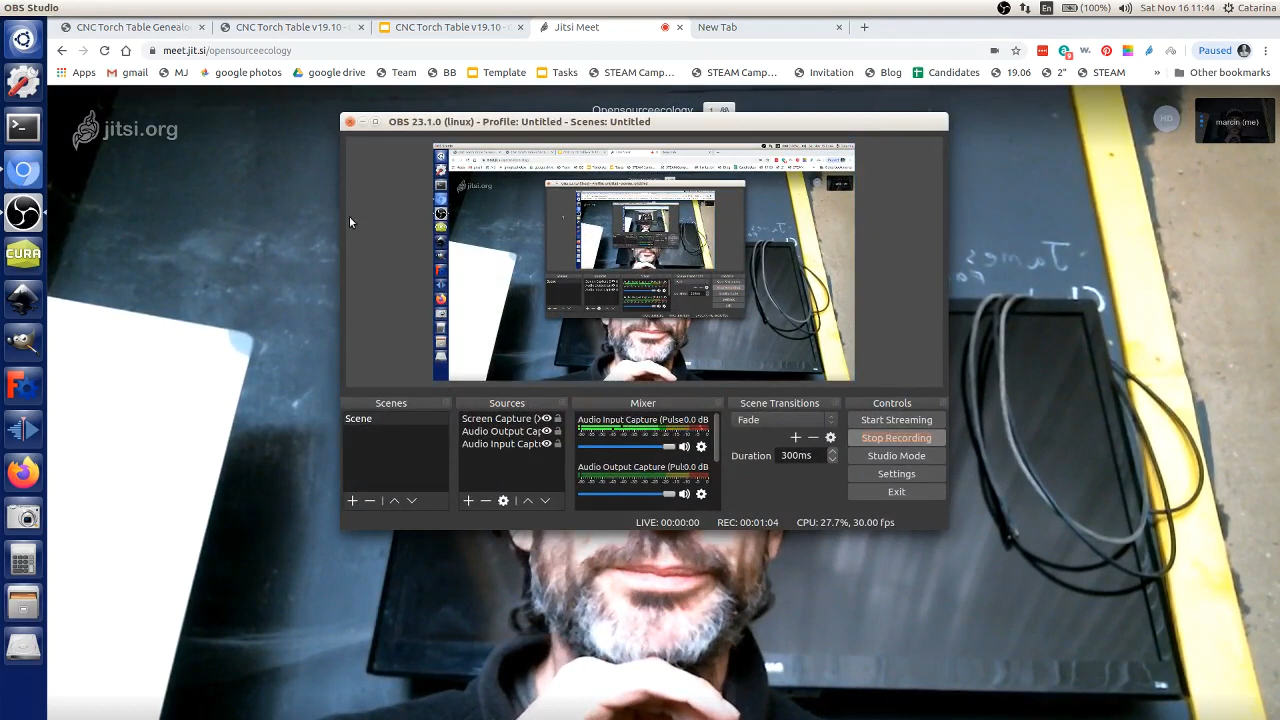 OBS Studio
En (100%) Sat Nov 16 11:44 Catarina
CNC Torch Table Genealo
CNC Torch Table v19.10 -
CNC Torch Table v19.10 -
Jitsi Meet
New Tab
meet.jit.si/opensourceecology
9
Paused
Apps gmail google photos google drive Team BB Template Tasks STEAM Camp... STEAM Camp... Invitation Blog Candidates 19.06 2" STEAM » Other bookmarks
jitsi.org
Opensourceecology
HD
marcin (me)
CURA
OBS 23.1.0 (linux) - Profile: Untitled - Scenes: Untitled
James
Scenes Sources Mixer Scene Transitions Controls
Scene
Screen Capture (X
Audio Output Ca
Audio Input Capt
Audio Input Capture (Pulse 0.0 dB
Audio Output Capture (Pul 0.0 dB
Fade
Duration 300ms
Start Streaming
Stop Recording
Studio Mode
Settings
Exit
LIVE: 00:00:00 REC: 00:01:04 CPU: 27.7%, 30.00 fps